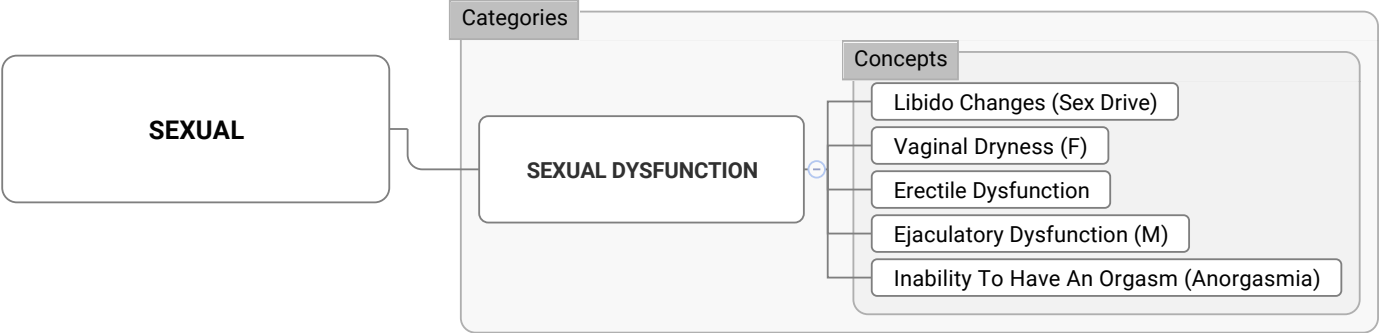 Categories
Concepts
SEXUAL
SEXUAL DYSFUNCTION
Libido Changes (Sex Drive)
Vaginal Dryness (F)
Erectile Dysfunction
Ejaculatory Dysfunction (M)
Inability To Have An Orgasm (Anorgasmia)